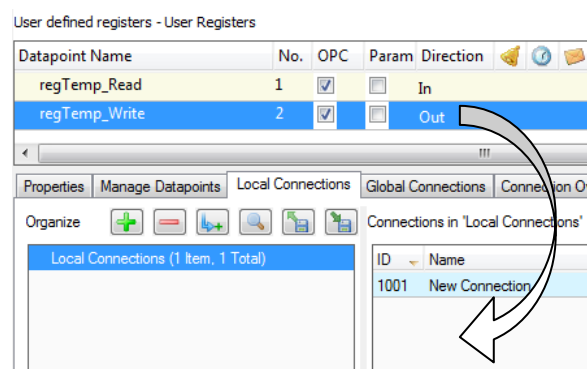 User defined registers - User Registers
Datapoint Name No. OPC Param Direction
regTemp_Read 1 In
regTemp_Write 2 Out
Properties Manage Datapoints Local Connections Global Connections Connection Ov
Organize Connections in 'Local Connections'
Local Connections (1 Item, 1 Total) ID Name
1001 New Connection